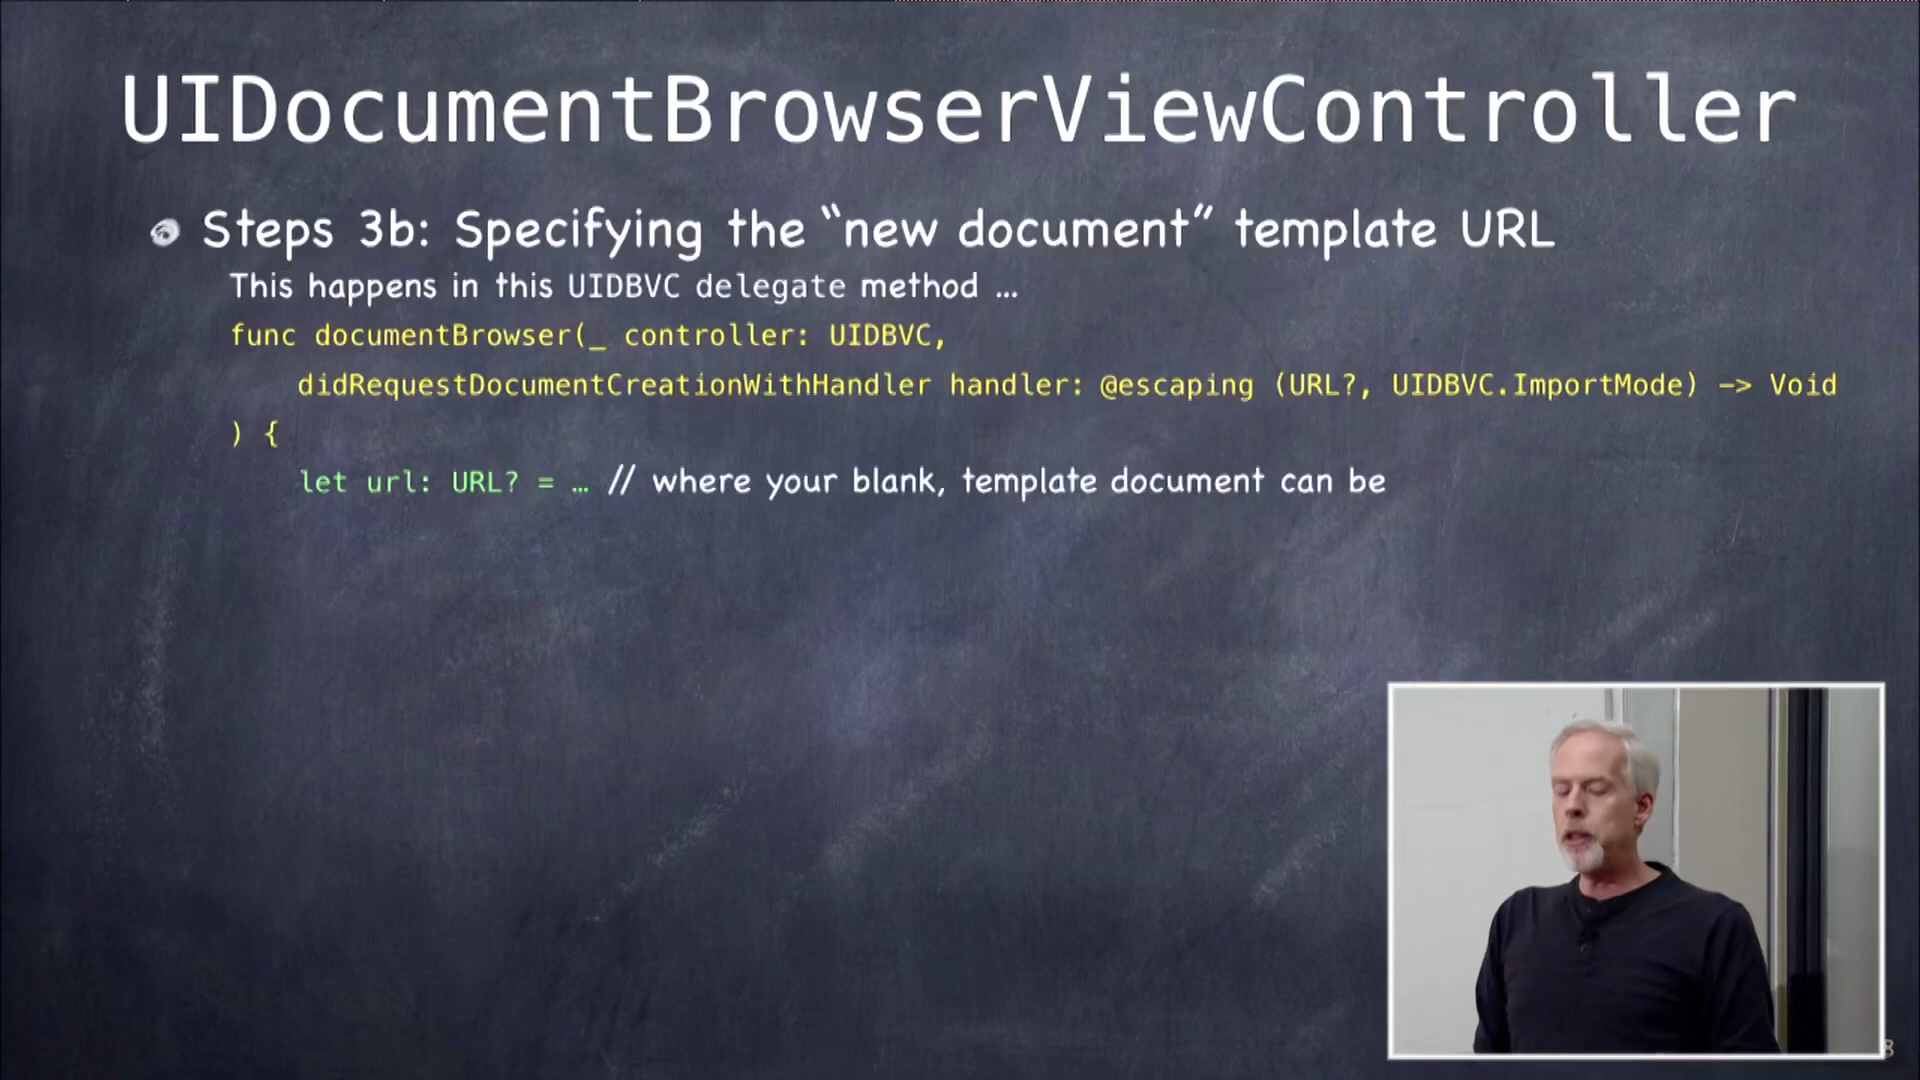 UIDocumentBrowserViewController
Steps 3b: Specifying the “new document” template URL
This happens in this UIDBVC delegate method …
func documentBrowser(_ controller: UIDBVC,
didRequestDocumentCreationWithHandler handler: @escaping (URL?, UIDBVC.ImportMode) -> Void
) {
let url: URL? = … // where your blank, template document can be